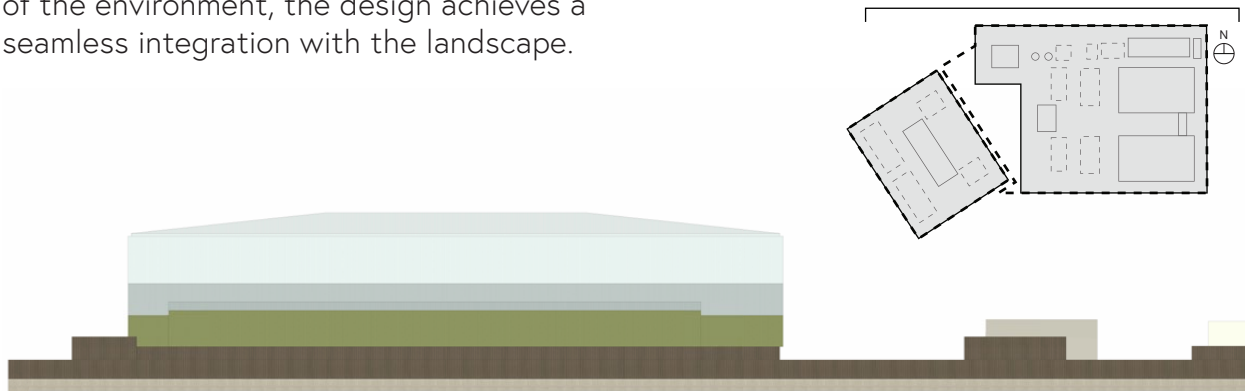 of the environment, the design achieves a
seamless integration with the landscape.
N